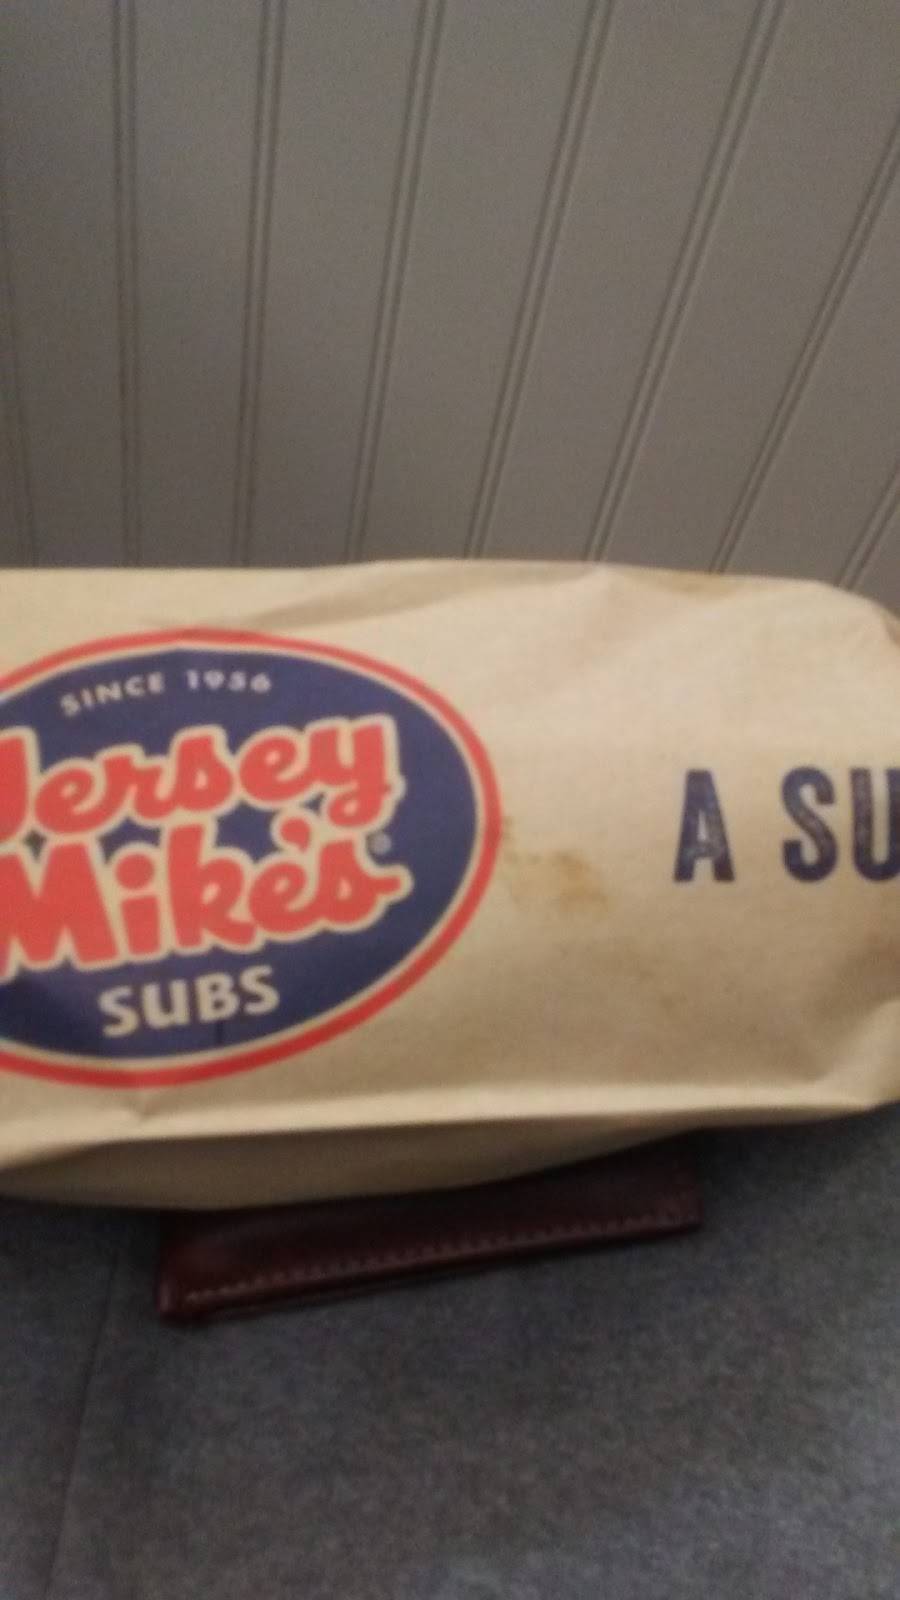 SINCE 1956
Jersey
Mike's®
SUBS
A SU